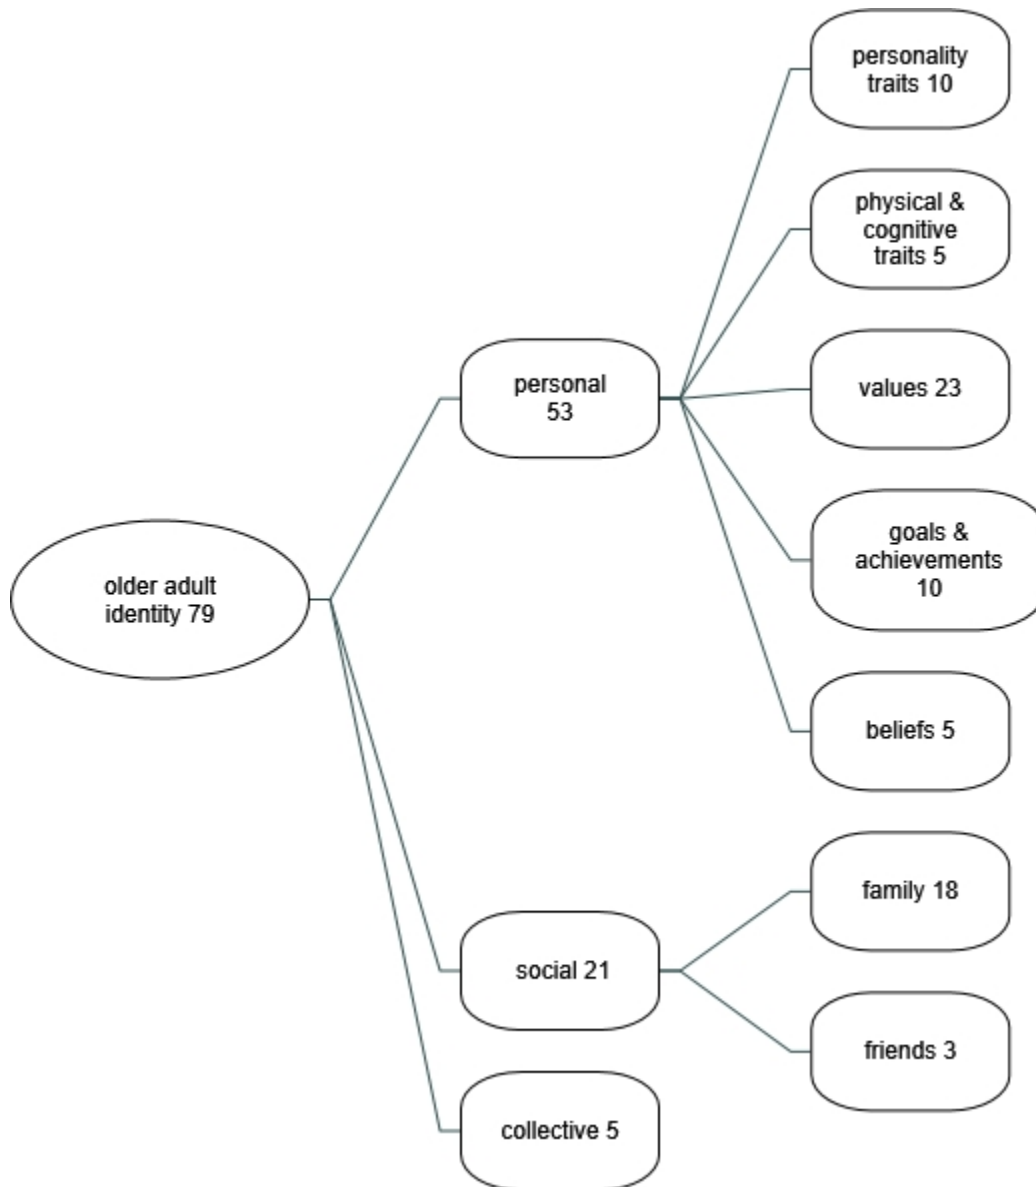 personality
traits 10
physical &
cognitive
traits 5
personal
53
values 23
goals &
achievements
10
older adult
identity 79
beliefs 5
family 18
social 21
friends 3
collective 5